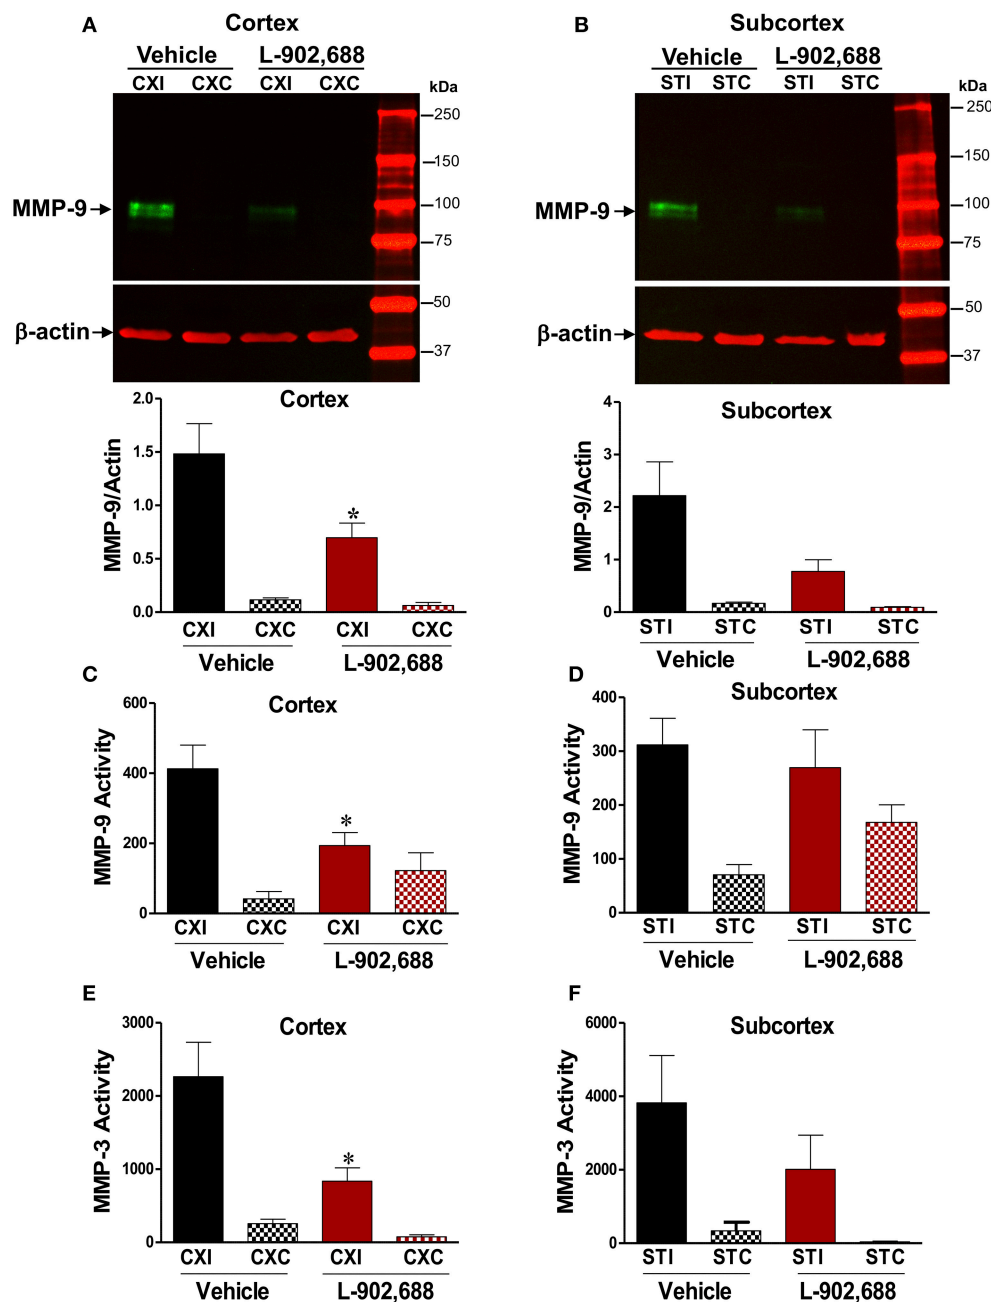 A
Cortex
Vehicle L-902,688
CXI CXC CXI CXC
kDa
250
150
MMP-9
100
75
50
β-actin
37
B
Subcortex
Vehicle L-902,688
STI STC STI STC
kDa
250
150
MMP-9
100
75
50
β-actin
37
Cortex
MMP-9/Actin
2.0
1.5
1.0
0.5
0.0
*
CXI CXC CXI CXC
Vehicle L-902,688
Subcortex
MMP-9/Actin
4
3
2
1
0
STI STC STI STC
Vehicle L-902,688
C
Cortex
MMP-9 Activity
600
400
200
0
*
CXI CXC CXI CXC
Vehicle L-902,688
D
Subcortex
MMP-9 Activity
400
300
200
100
0
STI STC STI STC
Vehicle L-902,688
E
Cortex
MMP-3 Activity
3000
2000
1000
0
*
CXI CXC CXI CXC
Vehicle L-902,688
F
Subcortex
MMP-3 Activity
6000
4000
2000
0
STI STC STI STC
Vehicle L-902,688